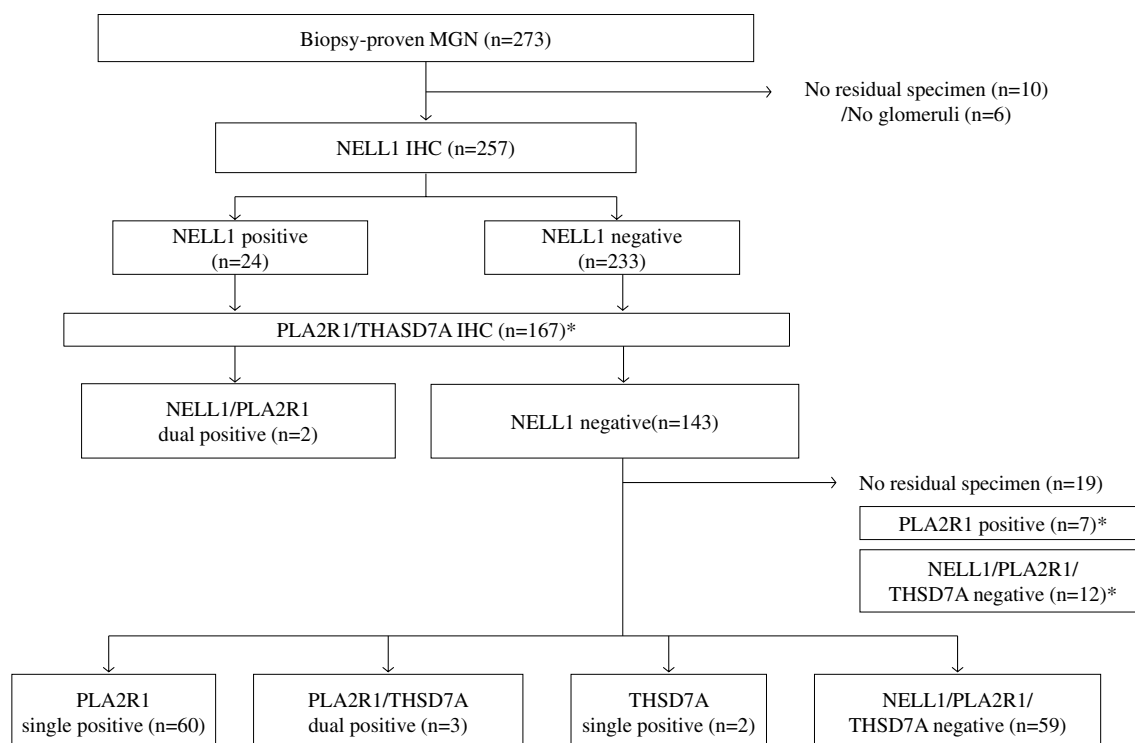 Biopsy-proven MGN (n=273)
No residual specimen (n=10)
/No glomeruli (n=6)
NELL1 IHC (n=257)
NELL1 positive
(n=24)
NELL1 negative
(n=233)
PLA2R1/THASD7A IHC (n=167)*
NELL1/PLA2R1
dual positive (n=2)
NELL1 negative(n=143)
No residual specimen (n=19)
PLA2R1 positive (n=7)*
NELL1/PLA2R1/
THSD7A negative (n=12)*
PLA2R1
single positive (n=60)
PLA2R1/THSD7A
dual positive (n=3)
THSD7A
single positive (n=2)
NELL1/PLA2R1/
THSD7A negative (n=59)